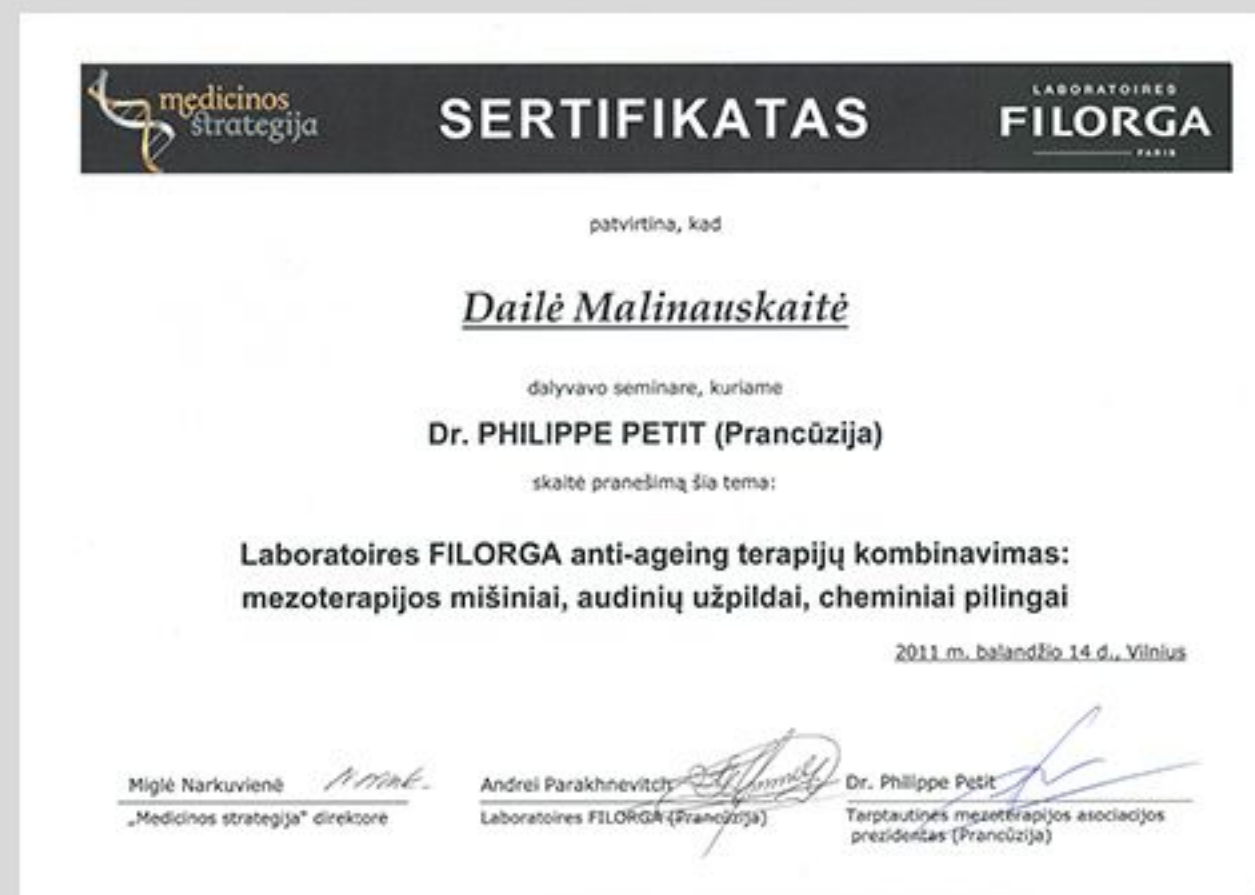 medicinos
strategija
SERTIFIKATAS
LABORATOIRES
FILORGA
PARIS
patvirtina, kad
Dailė Malinauskaitė
dalyvavo seminare, kuriame
Dr. PHILIPPE PETIT (Prancūzija)
skaitė pranešimą šia tema:
Laboratoires FILORGA anti-ageing terapijų kombinavimas:
mezoterapijos mišiniai, audinių užpildai, cheminiai pilingai
2011 m. balandžio 14 d., Vilnius
Miglė Narkuvienė
„Medicinos strategija“ direktorė
Andrei Parakhnevitch
Laboratoires FILORGA (Prancūzija)
Dr. Philippe Petit
Tarptautinės mezoterapijos asociacijos
prezidentas (Prancūzija)